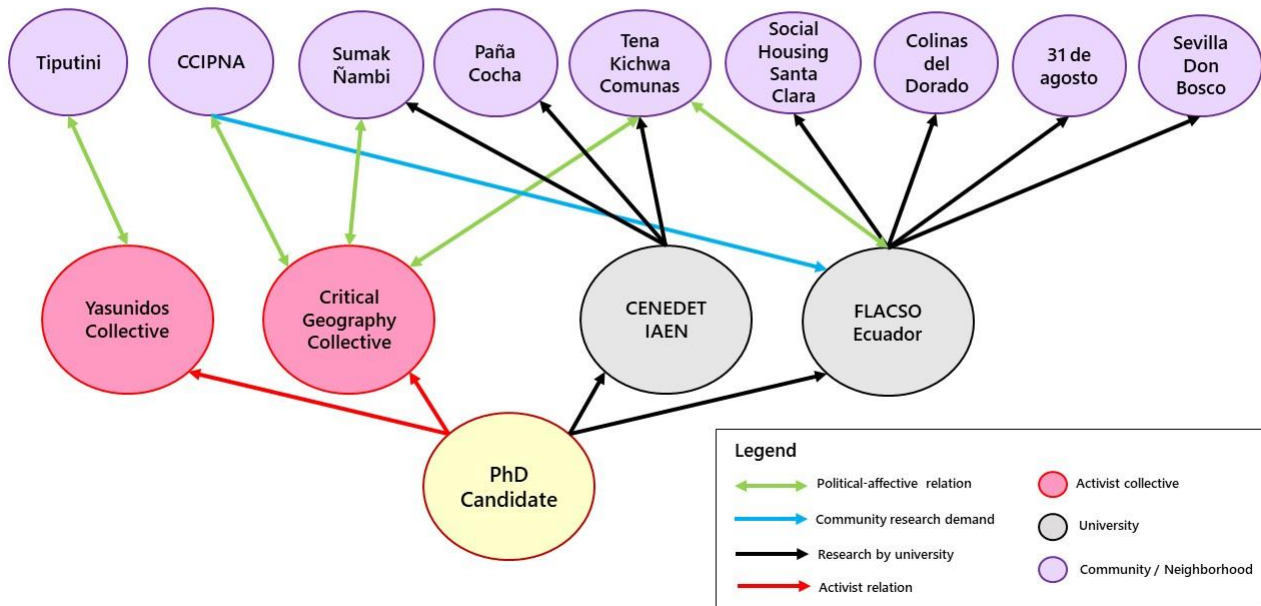 Tiputini
CCIPNA
Sumak
Ñambi
Paña
Cocha
Tena
Kichwa
Comunas
Social
Housing
Santa
Clara
Colinas
del
Dorado
31 de
agosto
Sevilla
Don
Bosco
Yasunidos
Collective
Critical
Geography
Collective
CENEDET
IAEN
FLACSO
Ecuador
PhD
Candidate
Legend
Political-affective relation
Community research demand
Research by university
Activist relation
Activist collective
University
Community / Neighborhood